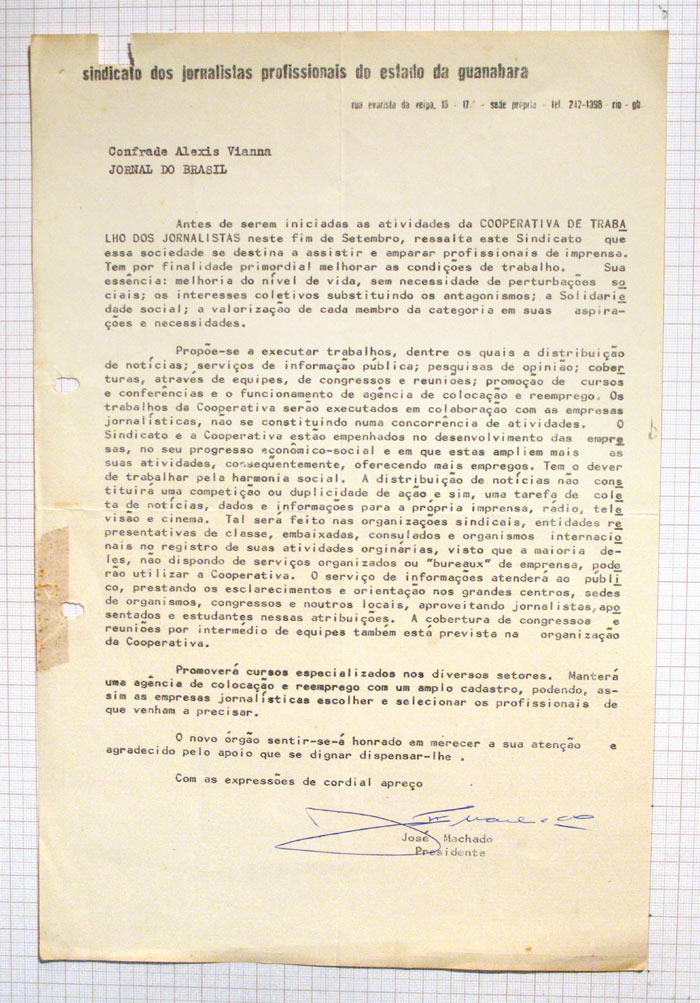 sindicato dos jornalistas profissionais do estado da guanabara
rua evaristo da veiga, 16 - 17.° - sede própria - tel. 242-1398 - rio - gb.
Confrade Alexis Vianna
JORNAL DO BRASIL
Antes de serem iniciadas as atividades da COOPERATIVA DE TRABA
LHO DOS JORNALISTAS neste fim de Setembro, ressalta este Sindicato que
essa sociedade se destina a assistir e amparar profissionais de imprensa.
Tem por finalidade primordial melhorar as condições de trabalho. Sua
essência: melhoria do nível de vida, sem necessidade de perturbações so
ciais; os interesses coletivos substituindo os antagonismos; a Solidarie
dade social; a valorização de cada membro da categoria em suas aspira-
ções e necessidades.
Propõe-se a executar trabalhos, dentre os quais a distribuição
de notícias; serviços de informação pública; pesquisas de opinião; cober
turas, através de equipes, de congressos e reuniões; promoção de cursos
e conferências e o funcionamento de agência de colocação e reemprego. Os
trabalhos da Cooperativa serão executados em colaboração com as empresas
jornalísticas, não se constituindo numa concorrência de atividades. O
Sindicato e a Cooperativa estão empenhados no desenvolvimento das empre
sas, no seu progresso econômico-social e em que estas ampliem mais as
suas atividades, conseqüentemente, oferecendo mais empregos. Tem o dever
de trabalhar pela harmonia social. A distribuição de notícias não cons
tituirá uma competição ou duplicidade de ação e sim, uma tarefa de cole
ta de notícias, dados e informações para a própria imprensa, rádio, tele
visão e cinema. Tal será feito nas organizações sindicais, entidades re
presentativas de classe, embaixadas, consulados e organismos internacio
nais no registro de suas atividades orginárias, visto que a maioria de-
les, não dispondo de serviços organizados ou "bureaux" de emprensa, pode
rão utilizar a Cooperativa. O serviço de informações atenderá ao públi
co, prestando os esclarecimentos e orientação nos grandes centros, sedes
de organismos, congressos e noutros locais, aproveitando jornalistas,apo
sentados e estudantes nessas atribuições. A cobertura de congressos e
reuniões por intermédio de equipes também está prevista na organização
da Cooperativa.
Promoverá cursos especializados nos diversos setores. Manterá
uma agência de colocação e reemprego com um amplo cadastro, podendo, as-
sim as empresas jornalísticas escolher e selecionar os profissionais de
que venham a precisar.
O novo órgão sentir-se-á honrado em merecer a sua atenção e
agradecido pelo apoio que se dignar dispensar-lhe .
Com as expressões de cordial apreço
José Machado
Presidente